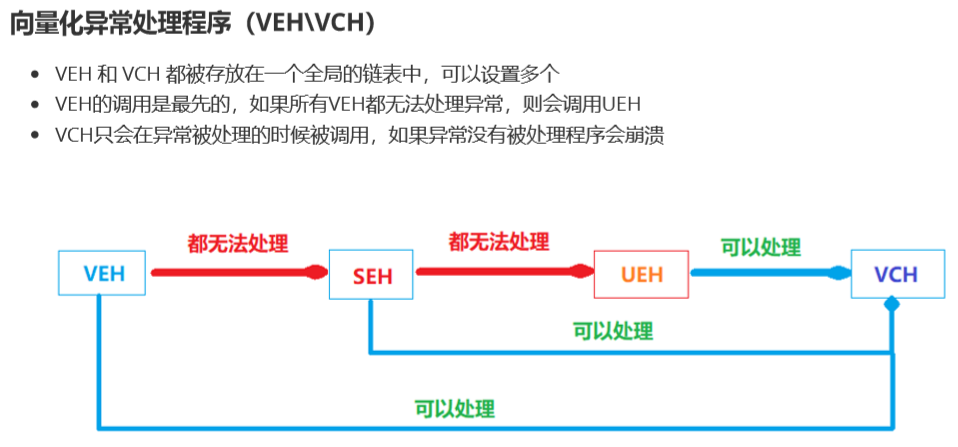 向量化异常处理程序（VEH\VCH）
VEH 和 VCH 都被存放在一个全局的链表中，可以设置多个
VEH的调用是最先的，如果所有VEH都无法处理异常，则会调用UEH
VCH只会在异常被处理的时候被调用，如果异常没有被处理程序会崩溃
都无法处理
都无法处理
可以处理
VEH
SEH
UEH
VCH
可以处理
可以处理